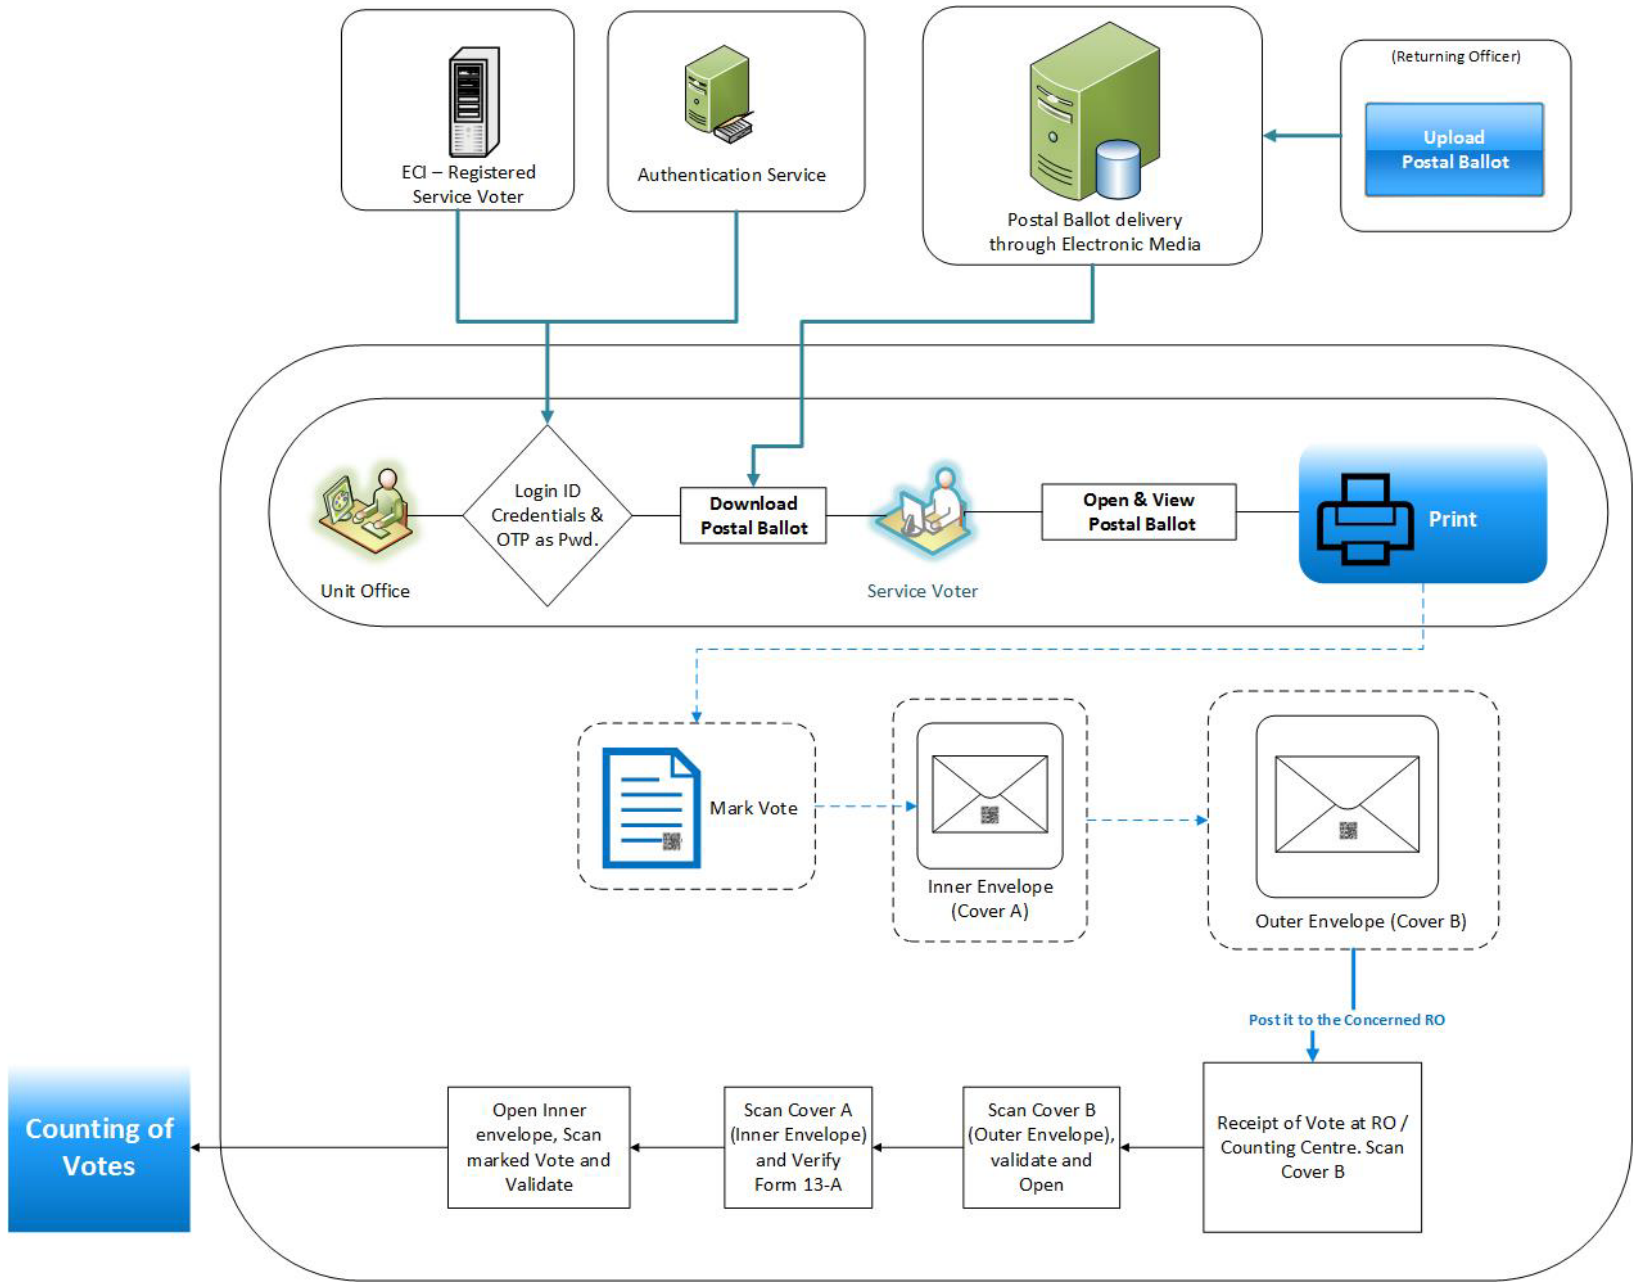 ECI – Registered
Service Voter
Authentication Service
Postal Ballot delivery
through Electronic Media
(Returning Officer)
Upload
Postal Ballot
Unit Office
Login ID
Credentials &
OTP as Pwd.
Download
Postal Ballot
Service Voter
Open & View
Postal Ballot
Print
Mark Vote
Inner Envelope
(Cover A)
Outer Envelope (Cover B)
Post it to the Concerned RO
Receipt of Vote at RO /
Counting Centre. Scan
Cover B
Scan Cover B
(Outer Envelope),
validate and
Open
Scan Cover A
(Inner Envelope)
and Verify
Form 13-A
Open Inner
envelope, Scan
marked Vote and
Validate
Counting of
Votes